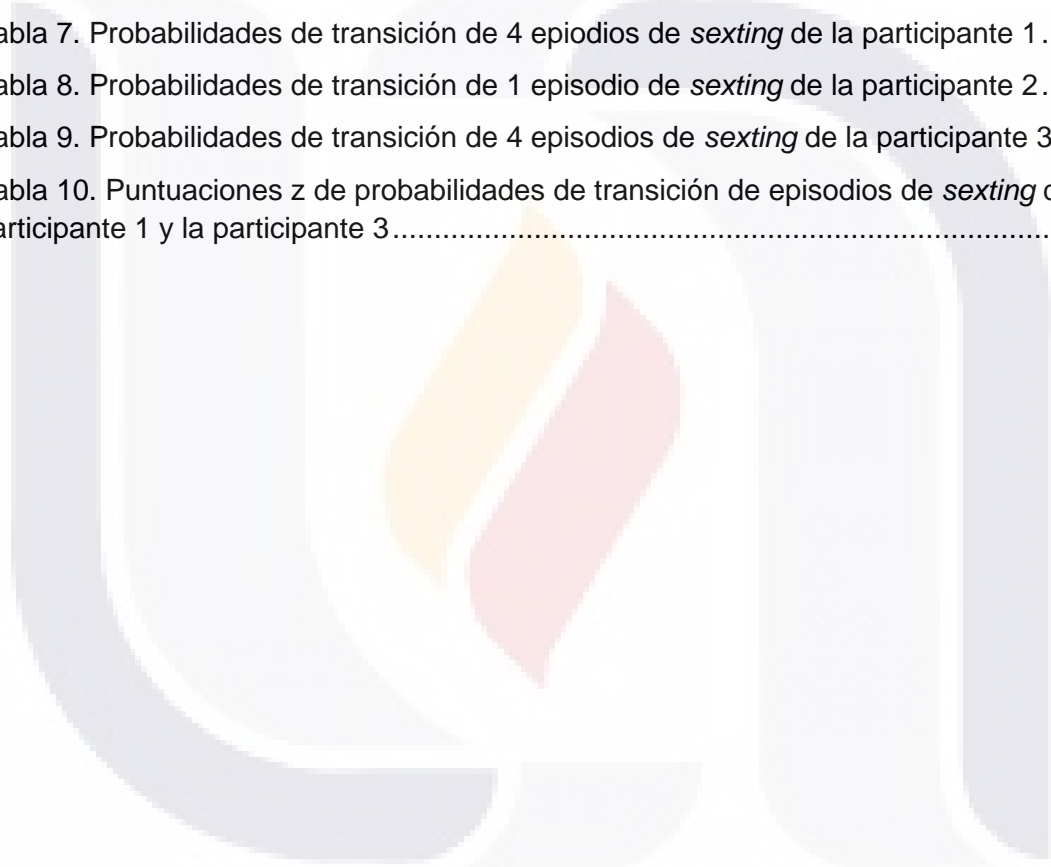 abla 7. Probabilidades de transición de 4 epiodios de sexting de la participante 1.
abla 8. Probabilidades de transición de 1 episodio de sexting de la participante 2.
abla 9. Probabilidades de transición de 4 episodios de sexting de la participante 3
abla 10. Puntuaciones z de probabilidades de transición de episodios de sexting
articipante 1 y la participante 3................................................................................